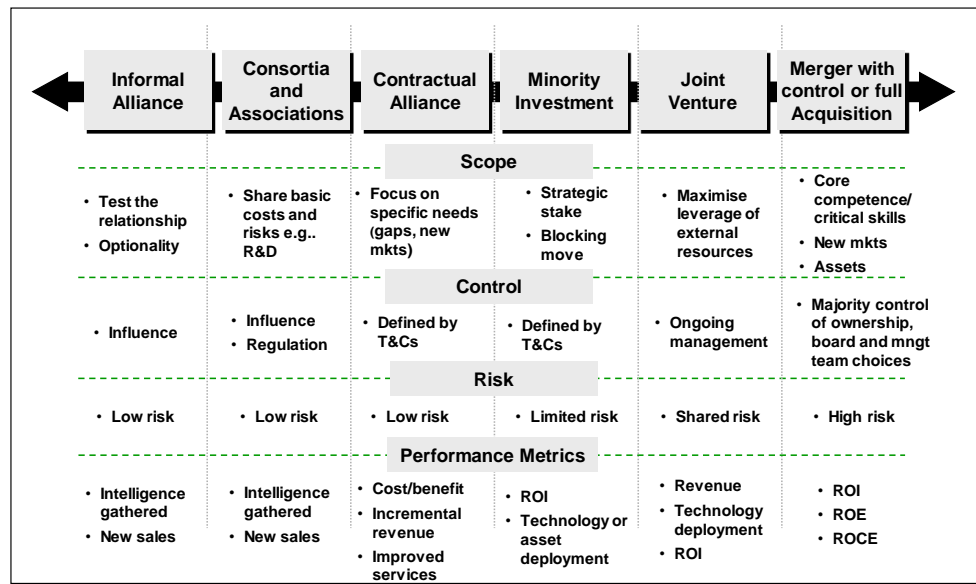 Informal
Alliance
Consortia
and
Associations
Contractual
Alliance
Minority
Investment
Joint
Venture
Merger with
control or full
Acquisition
Scope
• Test the
relationship
• Optionality
• Share basic
costs and
risks e.g..
R&D
• Focus on
specific needs
(gaps, new
mkts)
• Strategic
stake
• Blocking
move
• Maximise
leverage of
external
resources
• Core
competence/
critical skills
• New mkts
• Assets
Control
• Influence
• Influence
• Regulation
• Defined by
T&Cs
• Defined by
T&Cs
• Ongoing
management
• Majority control
of ownership,
board and mngt
team choices
Risk
• Low risk
• Low risk
• Low risk
• Limited risk
• Shared risk
• High risk
Performance Metrics
• Intelligence
gathered
• New sales
• Intelligence
gathered
• New sales
• Cost/benefit
• Incremental
revenue
• Improved
services
• ROI
• Technology or
asset
deployment
• Revenue
• Technology
deployment
• ROI
• ROI
• ROE
• ROCE